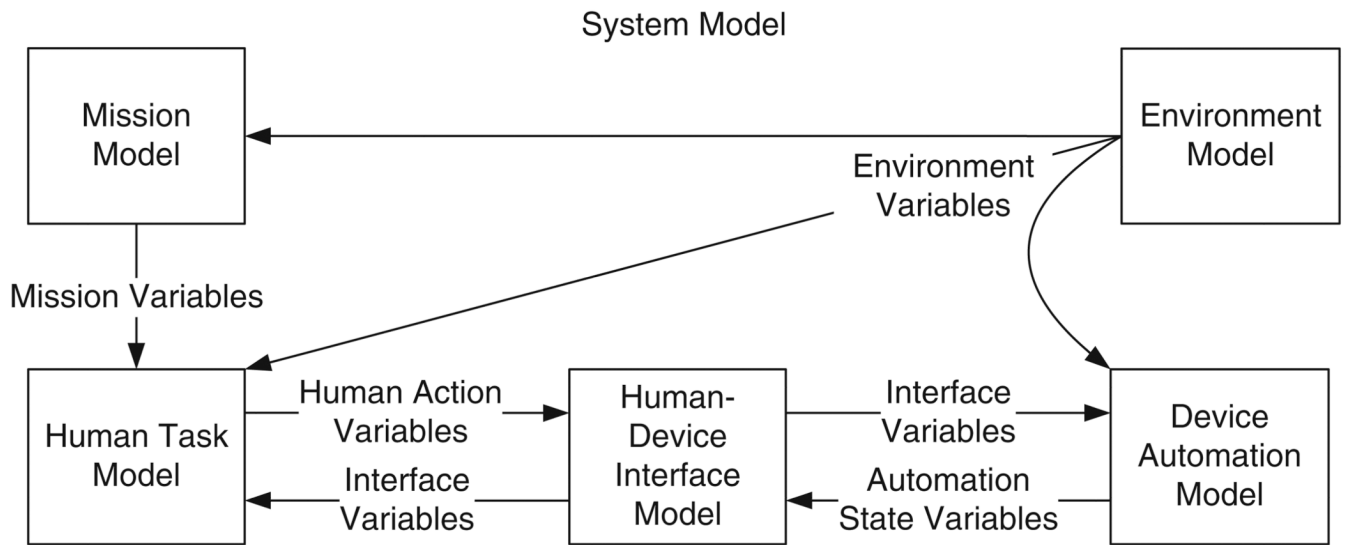 System Model
Mission
Model
Environment
Model
Environment
Variables
Mission Variables
Human Task
Model
Human Action
Variables
Interface
Variables
Human-
Device
Interface
Model
Interface
Variables
Automation
State Variables
Device
Automation
Model